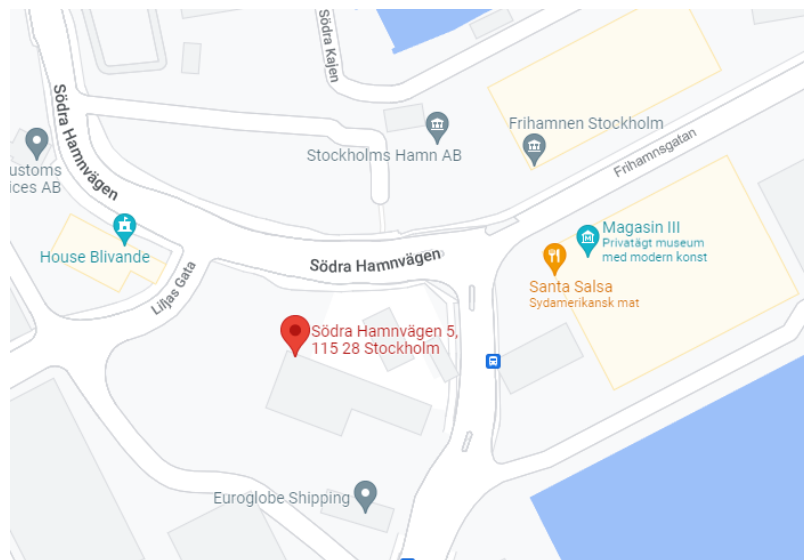 Södra Kajen
Södra Hamnvägen
Frihamnen Stockholm
Stockholms Hamn AB
Frihamnsgatan
customs
ices AB
House Blivande
Magasin III
Privatägt museum
med modern konst
Södra Hamnvägen
Santa Salsa
Sydamerikansk mat
Liljas Gata
Södra Hamnvägen 5,
115 28 Stockholm
Euroglobe Shipping